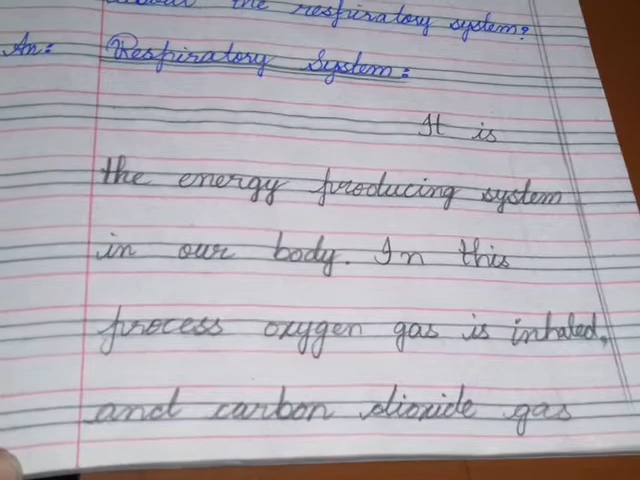 about the respiratory system?
An: Respiratory System:
It is
the energy producing system
in our body. In this
process oxygen gas is inhaled,
and carbon dioxide gas